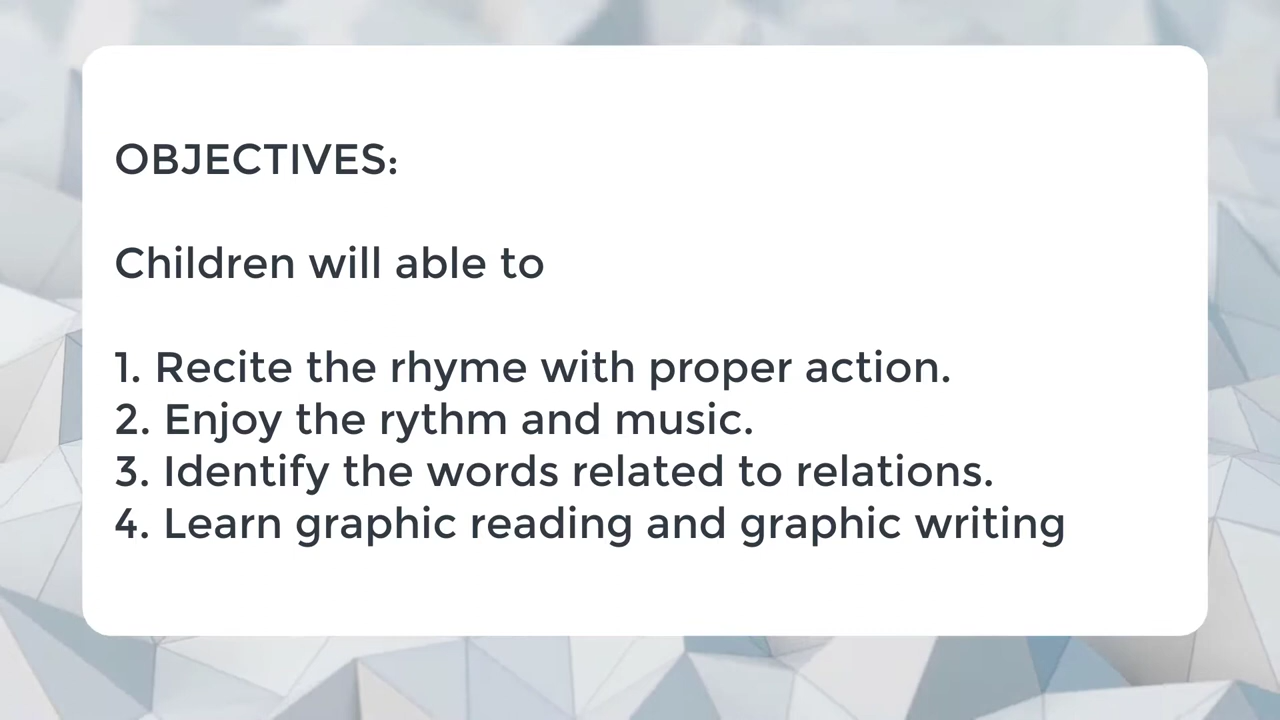 OBJECTIVES:
Children will able to
1. Recite the rhyme with proper action.
2. Enjoy the rythm and music.
3. Identify the words related to relations.
4. Learn graphic reading and graphic writing